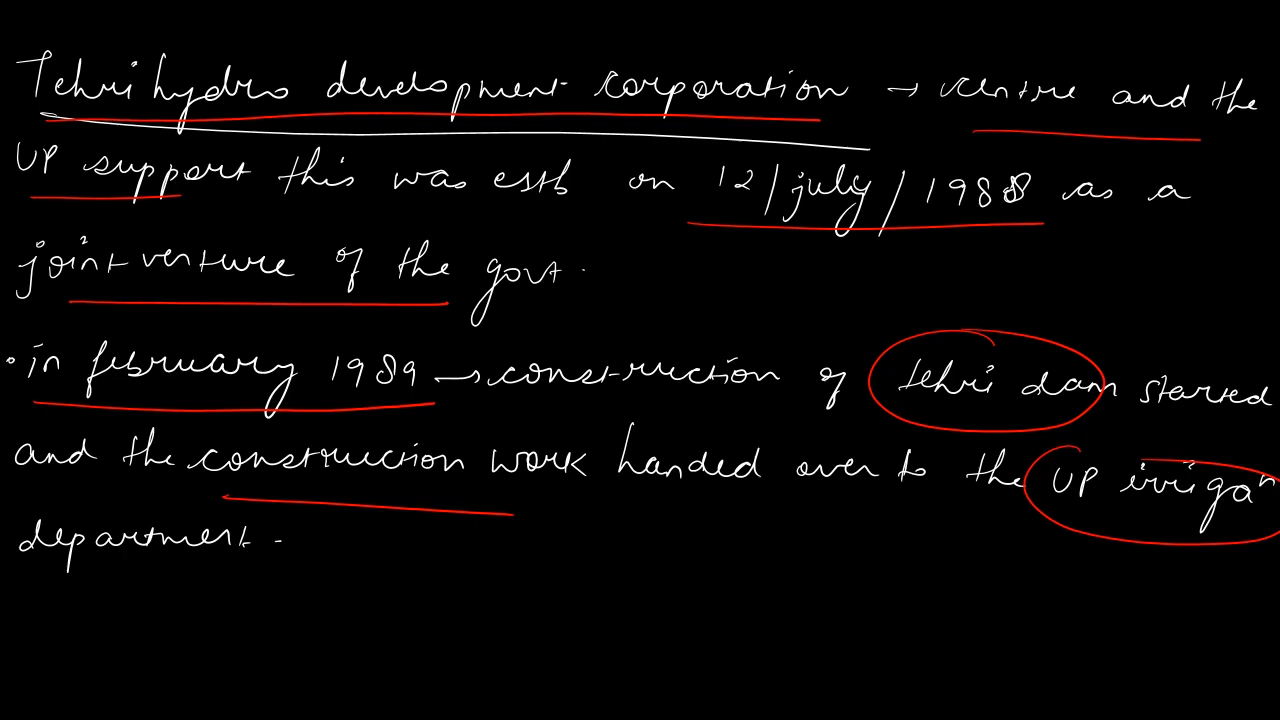 Tehri hydro development corporation → centre and the
UP support this was estb on 12/july/1988 as a
joint venture of the govt.
• in february 1989 → construction of tehri dam started
and the construction work handed over to the UP irrigaⁿ
department.